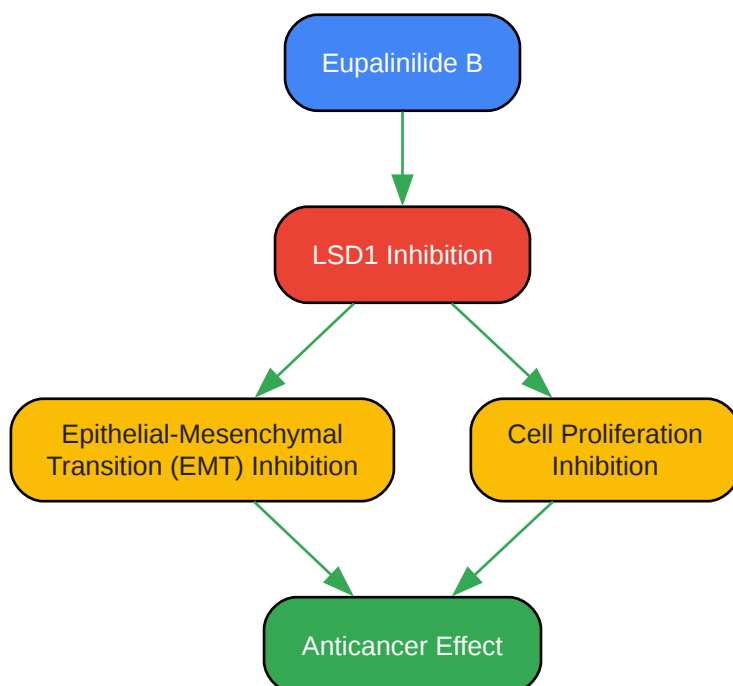 Eupalinilide B
LSD1 Inhibition
Epithelial-Mesenchymal
Transition (EMT) Inhibition
Cell Proliferation
Inhibition
Anticancer Effect